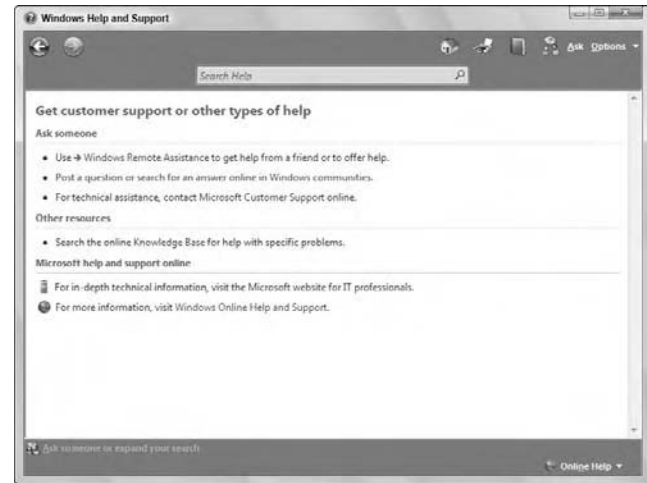 Windows Help and Support
Ask Options
Search Help
Get customer support or other types of help
Ask someone
• Use → Windows Remote Assistance to get help from a friend or to offer help.
• Post a question or search for an answer online in Windows communities.
• For technical assistance, contact Microsoft Customer Support online.
Other resources
• Search the online Knowledge Base for help with specific problems.
Microsoft help and support online
For in-depth technical information, visit the Microsoft website for IT professionals.
For more information, visit Windows Online Help and Support.
Ask someone or expand your search
Online Help